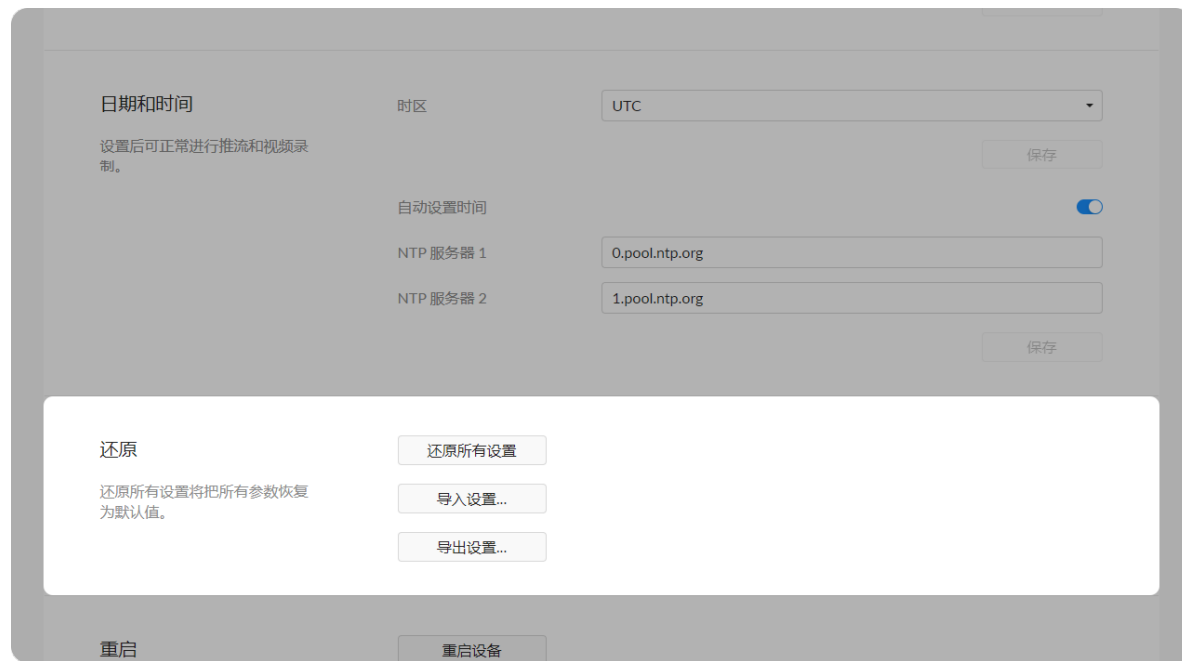 日期和时间
时区
UTC
设置后可正常进行推流和视频录
制。
保存
自动设置时间
NTP 服务器 1
0.pool.ntp.org
NTP 服务器 2
1.pool.ntp.org
保存
还原
还原所有设置
还原所有设置将把所有参数恢复
为默认值。
导入设置...
导出设置...
重启
重启设备